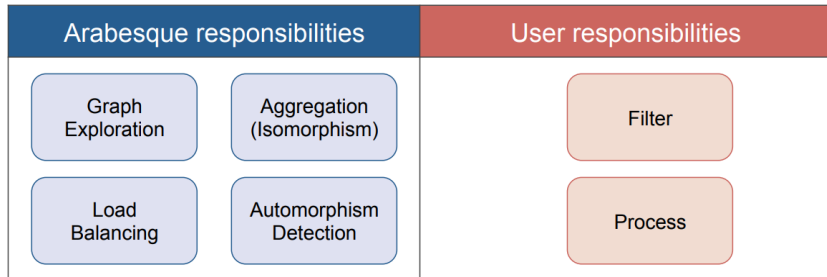 Arabesque responsibilities
User responsibilities
Graph
Exploration
Aggregation
(Isomorphism)
Filter
Load
Balancing
Automorphism
Detection
Process